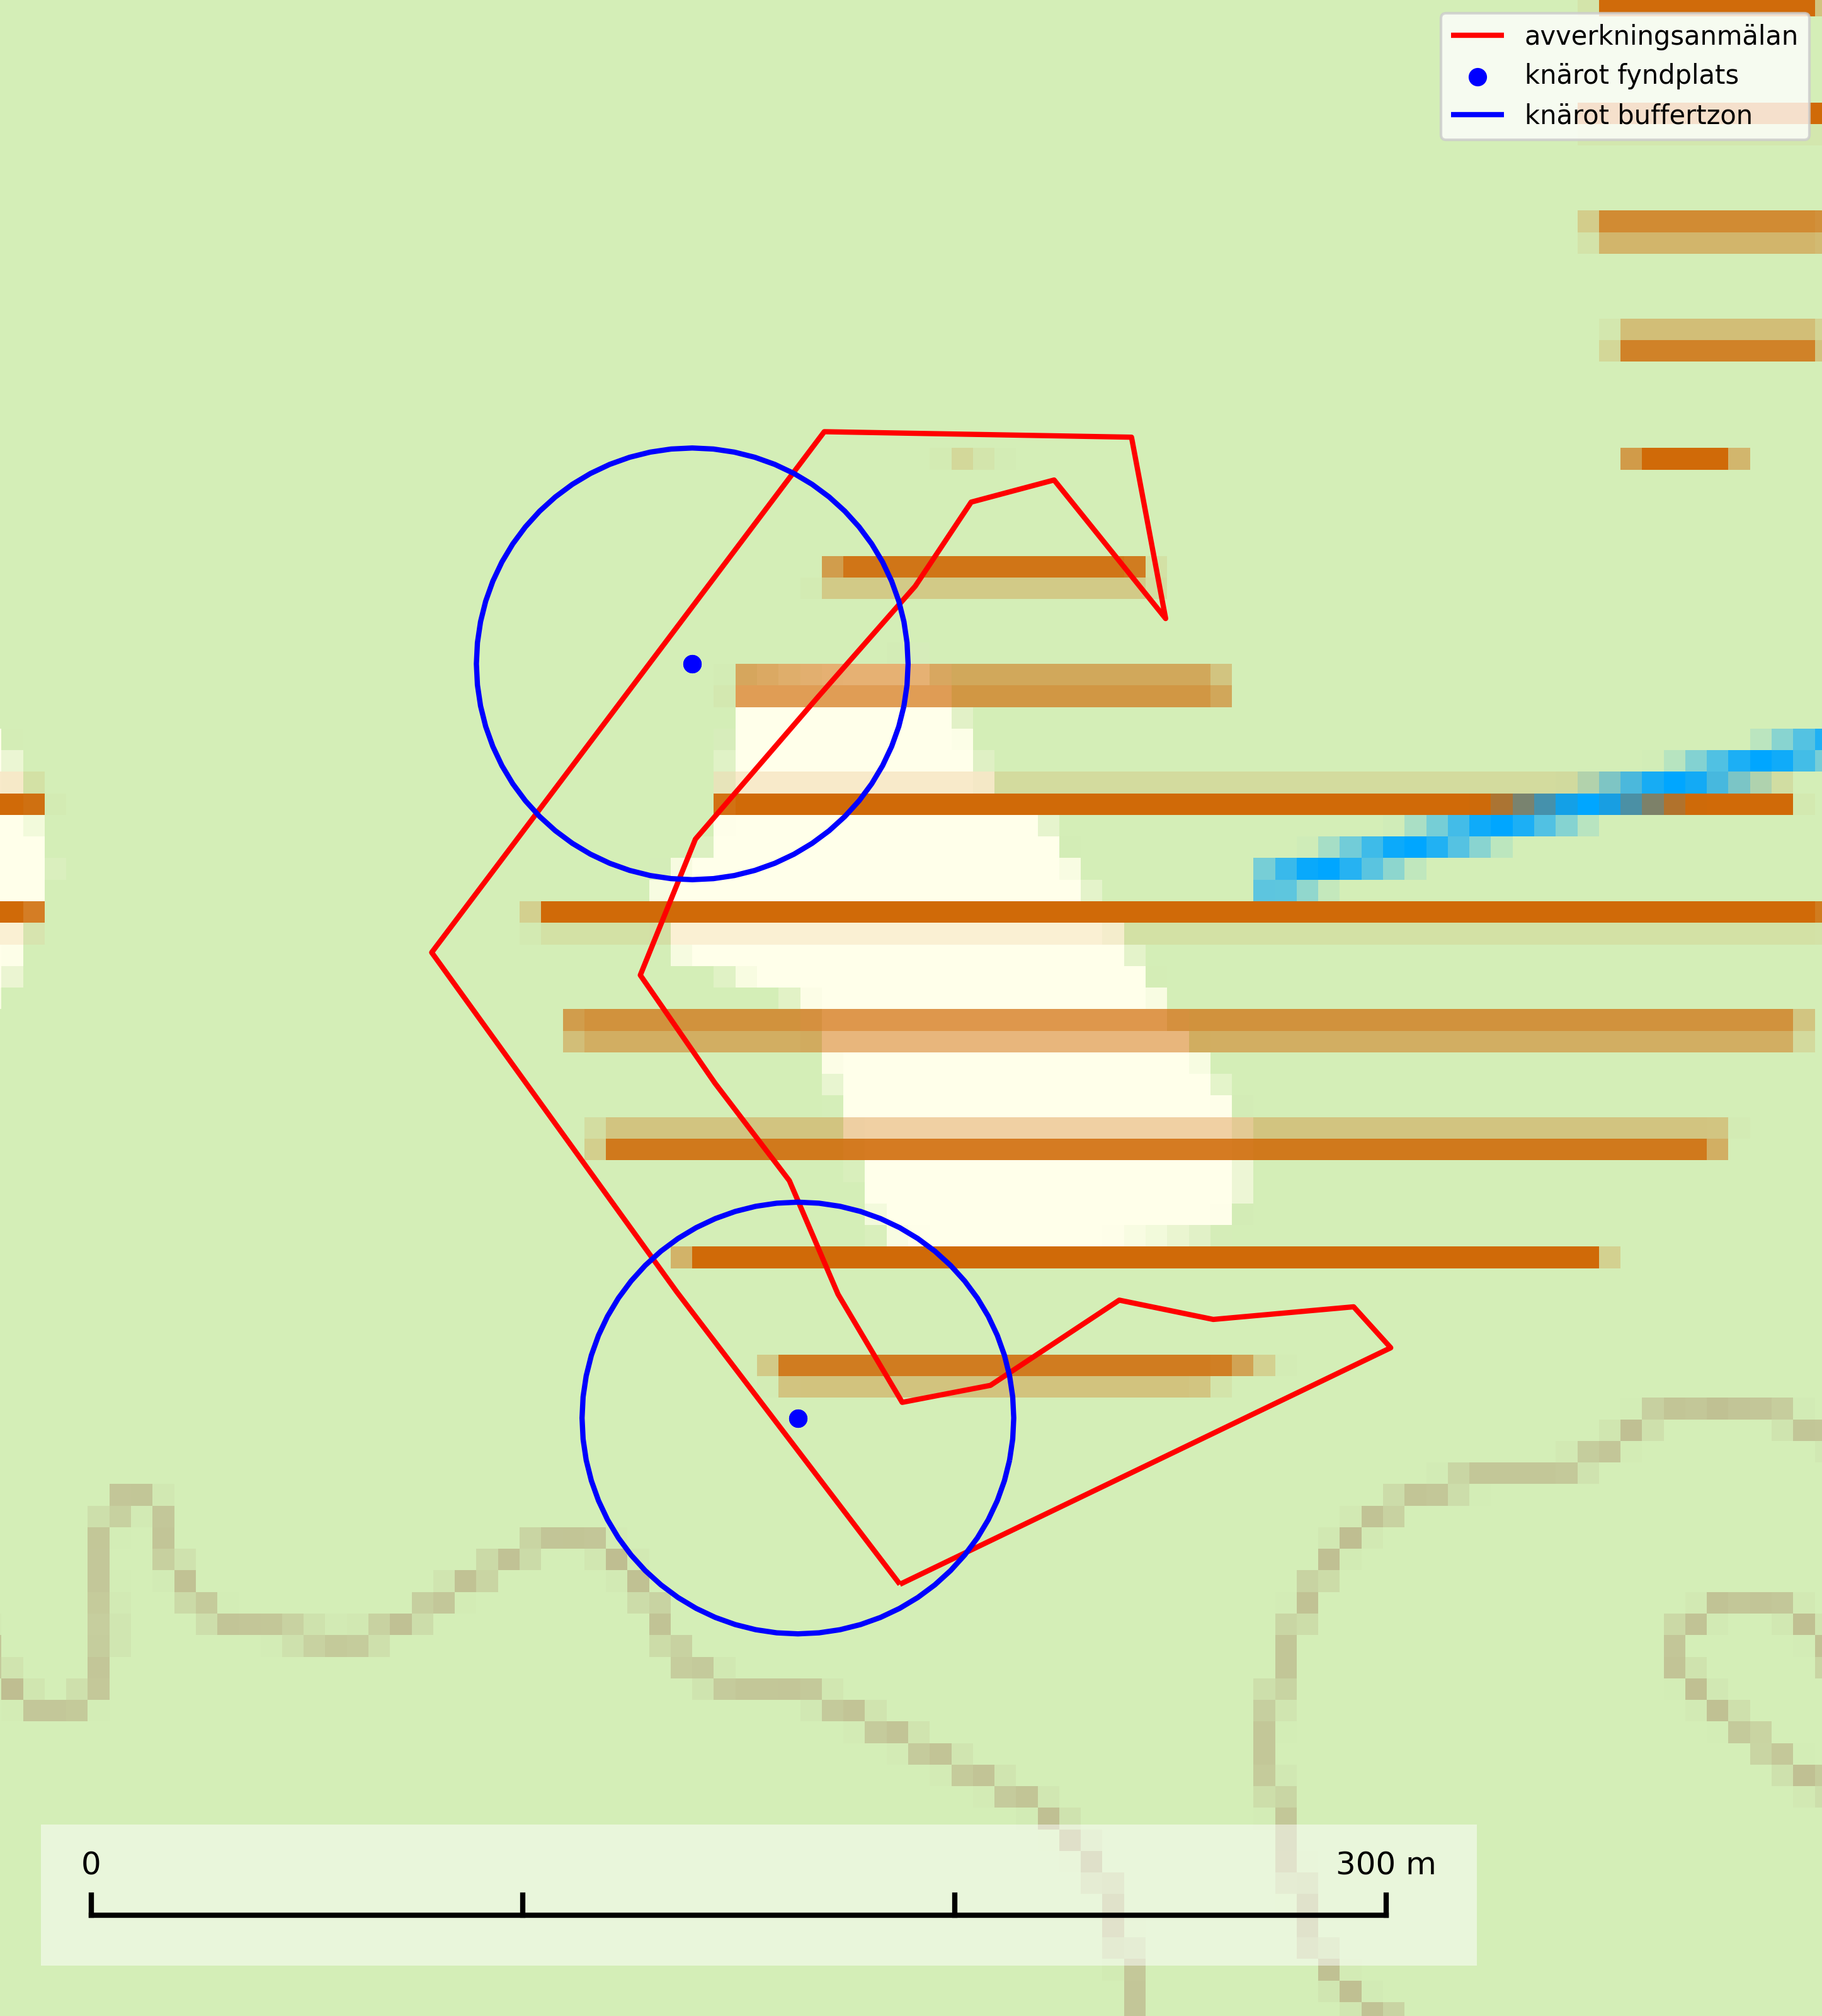 avverkningsanmälan
knärot fyndplats
knärot buffertzon
0
300 m